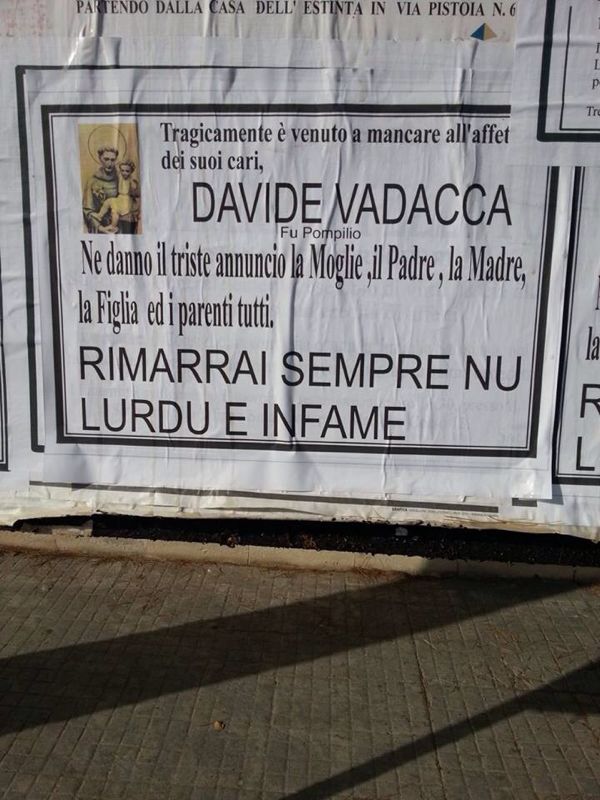 PARTENDO DALLA CASA DELL' ESTINTA IN VIA PISTOIA N. 6
Tragicamente è venuto a mancare all'affet
dei suoi cari,
DAVIDE VADACCA
Fu Pompilio
Ne danno il triste annuncio la Moglie ,il Padre , la Madre,
la Figlia ed i parenti tutti.
RIMARRAI SEMPRE NU
LURDU E INFAME
Tre
la
R
L